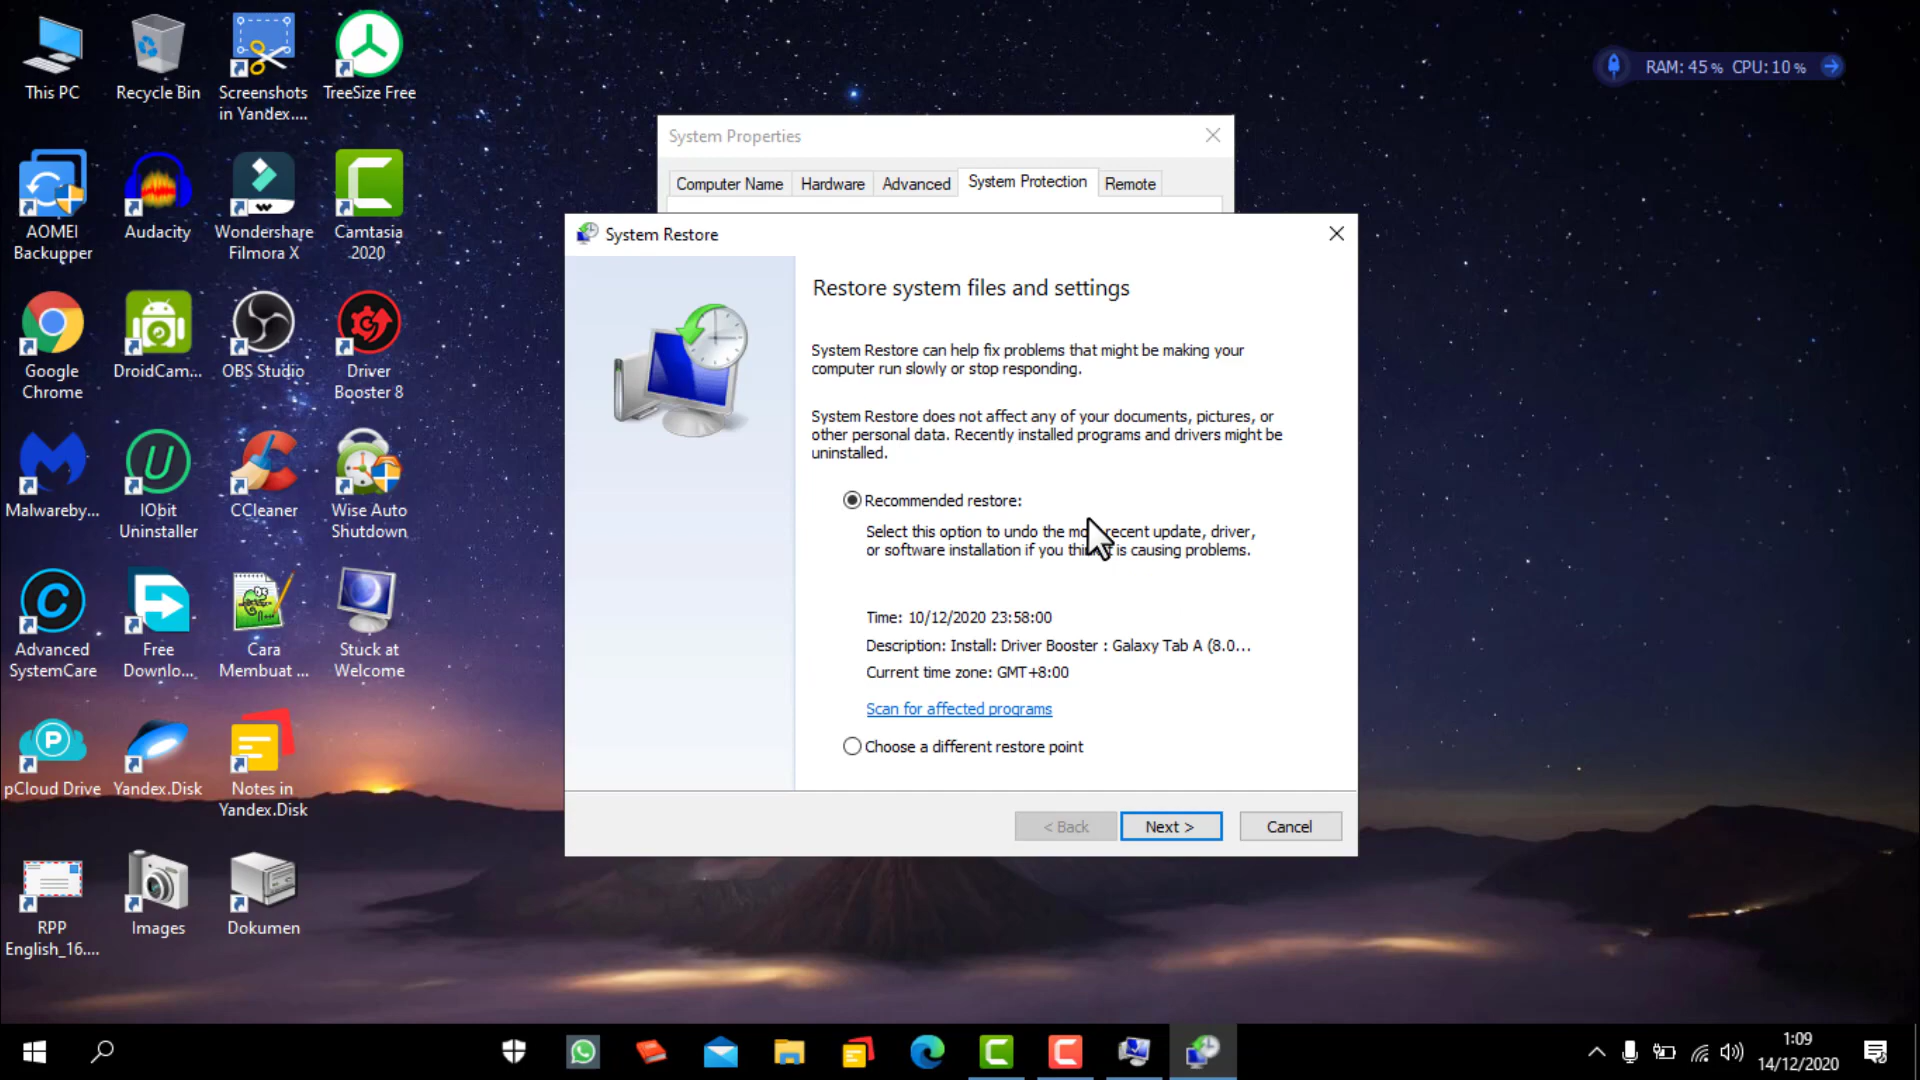 This PC
Recycle Bin
Screenshots
in Yandex....
TreeSize Free
AOMEI
Backupper
Audacity
Wondershare
Filmora X
Camtasia
2020
Google
Chrome
DroidCam...
OBS Studio
Driver
Booster 8
Malwareby...
IObit
Uninstaller
CCleaner
Wise Auto
Shutdown
Advanced
SystemCare
Free
Downlo...
Cara
Membuat ...
Stuck at
Welcome
pCloud Drive
Yandex.Disk
Notes in
Yandex.Disk
RPP
English_16....
Images
Dokumen
RAM: 45 % CPU: 10 %
System Properties
Computer Name
Hardware
Advanced
System Protection
Remote
System Restore
Restore system files and settings
System Restore can help fix problems that might be making your
computer run slowly or stop responding.
System Restore does not affect any of your documents, pictures, or
other personal data. Recently installed programs and drivers might be
uninstalled.
Recommended restore:
Select this option to undo the recent update, driver,
or software installation if you is causing problems.
Time: 10/12/2020 23:58:00
Description: Install: Driver Booster : Galaxy Tab A (8.0...
Current time zone: GMT+8:00
Scan for affected programs
Choose a different restore point
< Back
Next >
Cancel
1:09
14/12/2020